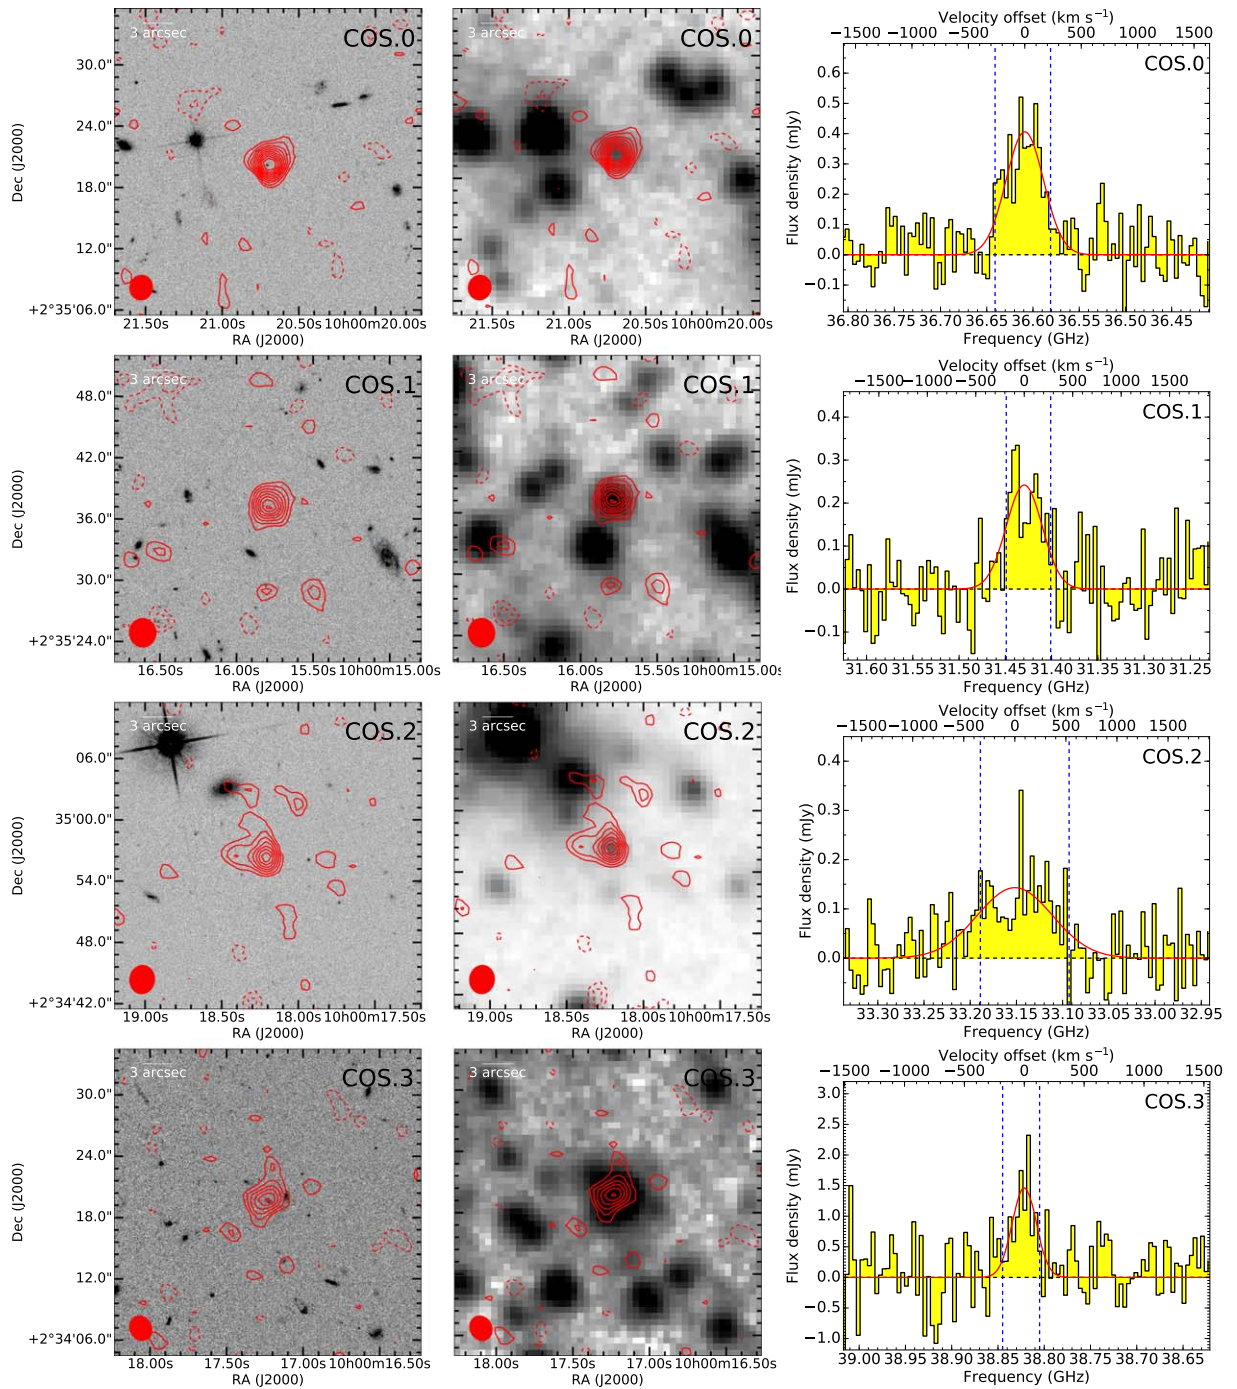 3 arcsec
COS.0
Dec (J2000)
30.0"
24.0"
18.0"
12.0"
+2°35'06.0"
21.50s 21.00s 20.50s 10h00m20.00s
RA (J2000)
3 arcsec
COS.0
21.50s 21.00s 20.50s 10h00m20.00s
RA (J2000)
Velocity offset (km s⁻¹)
−1500 −1000 −500 0 500 1000 1500
COS.0
Flux density (mJy)
0.6
0.5
0.4
0.3
0.2
0.1
0.0
−0.1
36.80 36.75 36.70 36.65 36.60 36.55 36.50 36.45
Frequency (GHz)
3 arcsec
COS.1
Dec (J2000)
48.0"
42.0"
36.0"
30.0"
+2°35'24.0"
16.50s 16.00s 15.50s 10h00m15.00s
RA (J2000)
3 arcsec
COS.1
16.50s 16.00s 15.50s 10h00m15.00s
RA (J2000)
Velocity offset (km s⁻¹)
−1500 −1000 −500 0 500 1000 1500
COS.1
Flux density (mJy)
0.4
0.3
0.2
0.1
0.0
−0.1
31.60 31.55 31.50 31.45 31.40 31.35 31.30 31.25
Frequency (GHz)
3 arcsec
COS.2
Dec (J2000)
06.0"
35'00.0"
54.0"
48.0"
+2°34'42.0"
19.00s 18.50s 18.00s 10h00m17.50s
RA (J2000)
3 arcsec
COS.2
19.00s 18.50s 18.00s 10h00m17.50s
RA (J2000)
Velocity offset (km s⁻¹)
−1500 −1000 −500 0 500 1000 1500
COS.2
Flux density (mJy)
0.4
0.3
0.2
0.1
0.0
33.30 33.25 33.20 33.15 33.10 33.05 33.00 32.95
Frequency (GHz)
3 arcsec
COS.3
Dec (J2000)
30.0"
24.0"
18.0"
12.0"
+2°34'06.0"
18.00s 17.50s 17.00s 10h00m16.50s
RA (J2000)
3 arcsec
COS.3
18.00s 17.50s 17.00s 10h00m16.50s
RA (J2000)
Velocity offset (km s⁻¹)
−1500 −1000 −500 0 500 1000 1500
COS.3
Flux density (mJy)
3.0
2.5
2.0
1.5
1.0
0.5
0.0
−0.5
−1.0
39.00 38.95 38.90 38.85 38.80 38.75 38.70 38.65
Frequency (GHz)